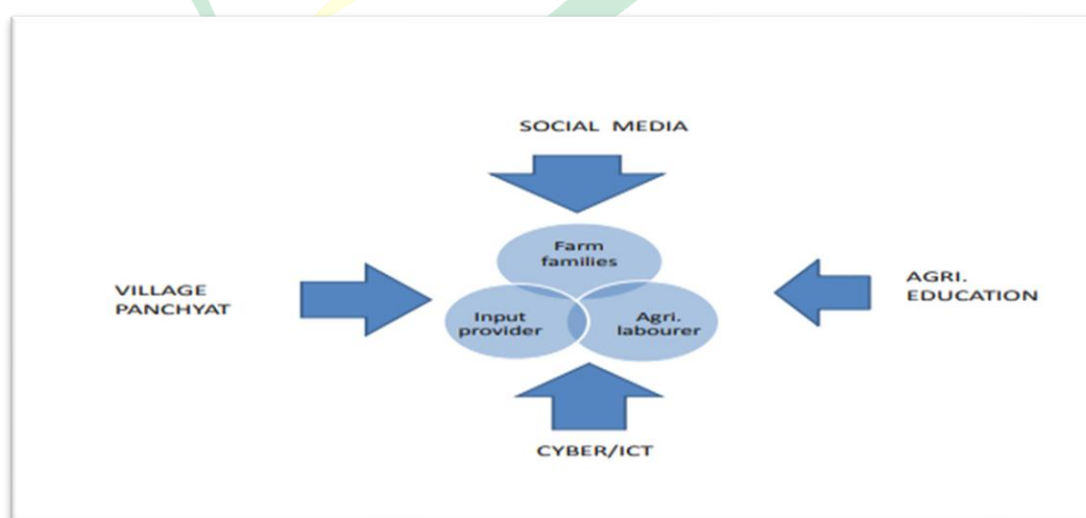 SOCIAL MEDIA
Farm
families
VILLAGE
PANCHYAT
AGRI.
EDUCATION
Input
provider
Agri.
labourer
CYBER/ICT